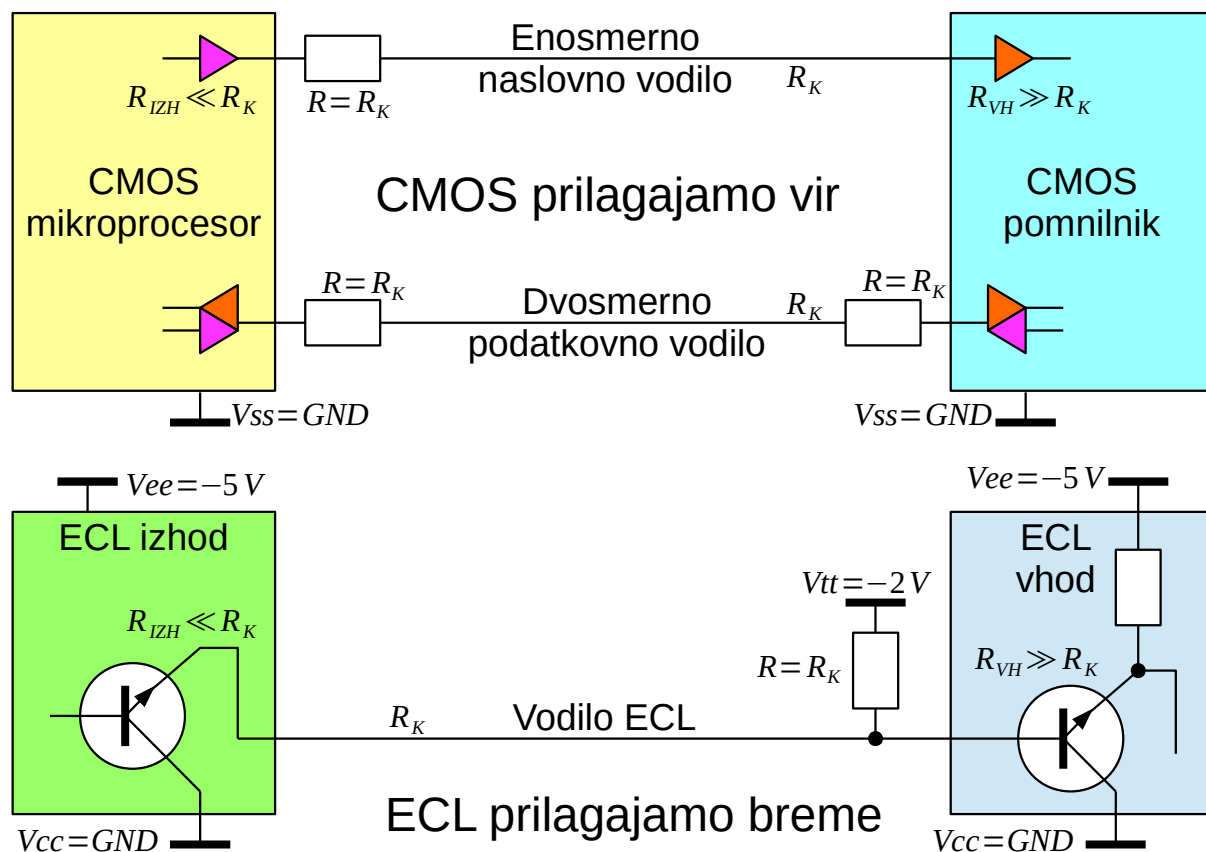 Enosmerno
naslovno vodilo
R_K
R_IZH ≪ R_K
R = R_K
R_VH ≫ R_K
CMOS
mikroprocesor
CMOS prilagajamo vir
CMOS
pomnilnik
R = R_K
Dvosmerno
podatkovno vodilo
R_K
R = R_K
Vss = GND
Vss = GND
Vee = −5 V
Vee = −5 V
ECL izhod
ECL
vhod
Vtt = −2 V
R_IZH ≪ R_K
R = R_K
R_VH ≫ R_K
R_K
Vodilo ECL
ECL prilagajamo breme
Vcc = GND
Vcc = GND